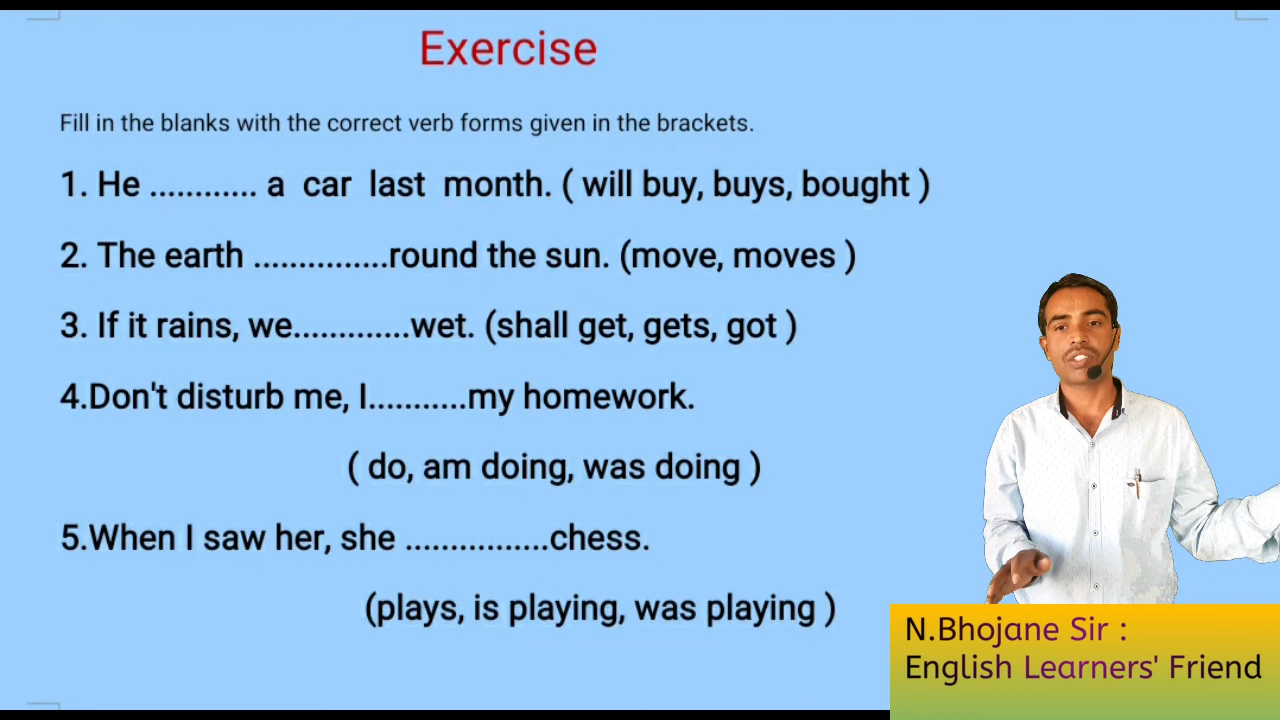 Exercise
Fill in the blanks with the correct verb forms given in the brackets.
1. He ............ a car last month. ( will buy, buys, bought )
2. The earth ...............round the sun. (move, moves )
3. If it rains, we.............wet. (shall get, gets, got )
4.Don't disturb me, I...........my homework.
( do, am doing, was doing )
5.When I saw her, she ................chess.
(plays, is playing, was playing )
N.Bhojane Sir :
English Learners' Friend